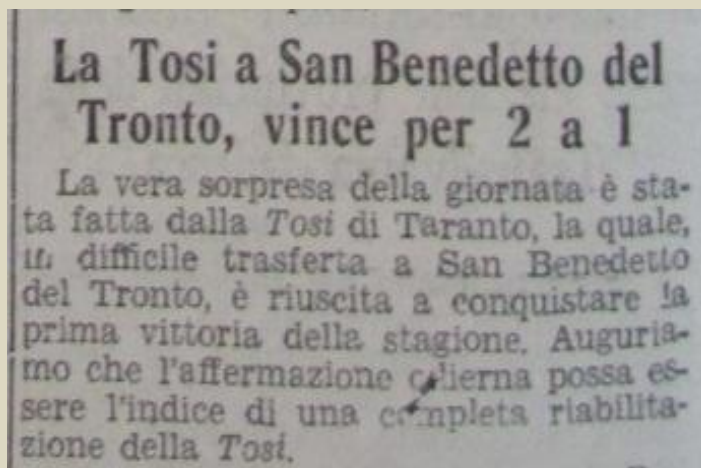 La Tosi a San Benedetto del
Tronto, vince per 2 a 1
La vera sorpresa della giornata è sta-
ta fatta dalla Tosi di Taranto, la quale,
in difficile trasferta a San Benedetto
del Tronto, è riuscita a conquistare la
prima vittoria della stagione. Auguria-
mo che l'affermazione odierna possa es-
sere l'indice di una completa riabilita-
zione della Tosi.